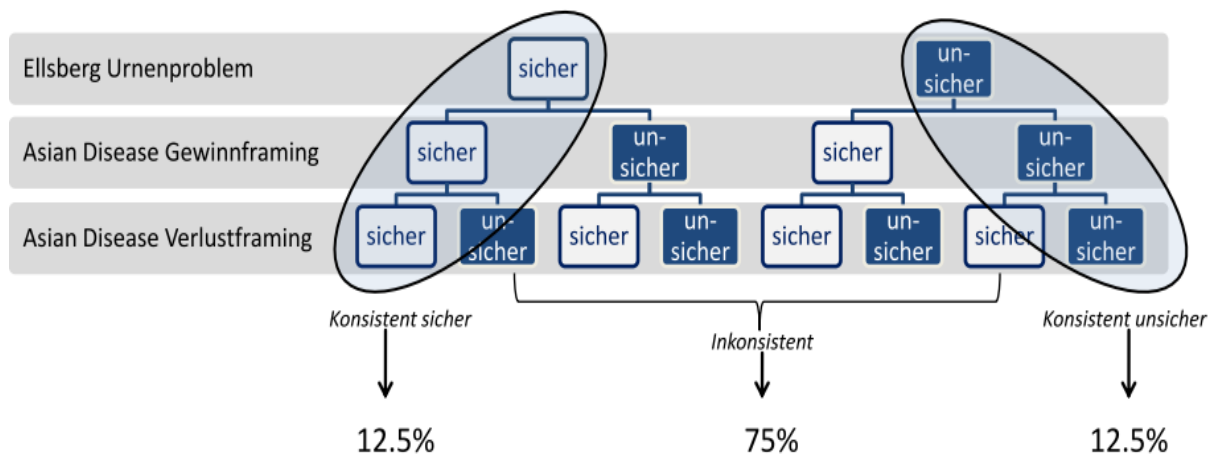 Ellsberg Urnenproblem
sicher
un-
sicher
Asian Disease Gewinnframing
sicher
un-
sicher
sicher
un-
sicher
Asian Disease Verlustframing
sicher
un-
sicher
sicher
un-
sicher
sicher
un-
sicher
sicher
un-
sicher
Konsistent sicher
Inkonsistent
Konsistent unsicher
12.5%
75%
12.5%